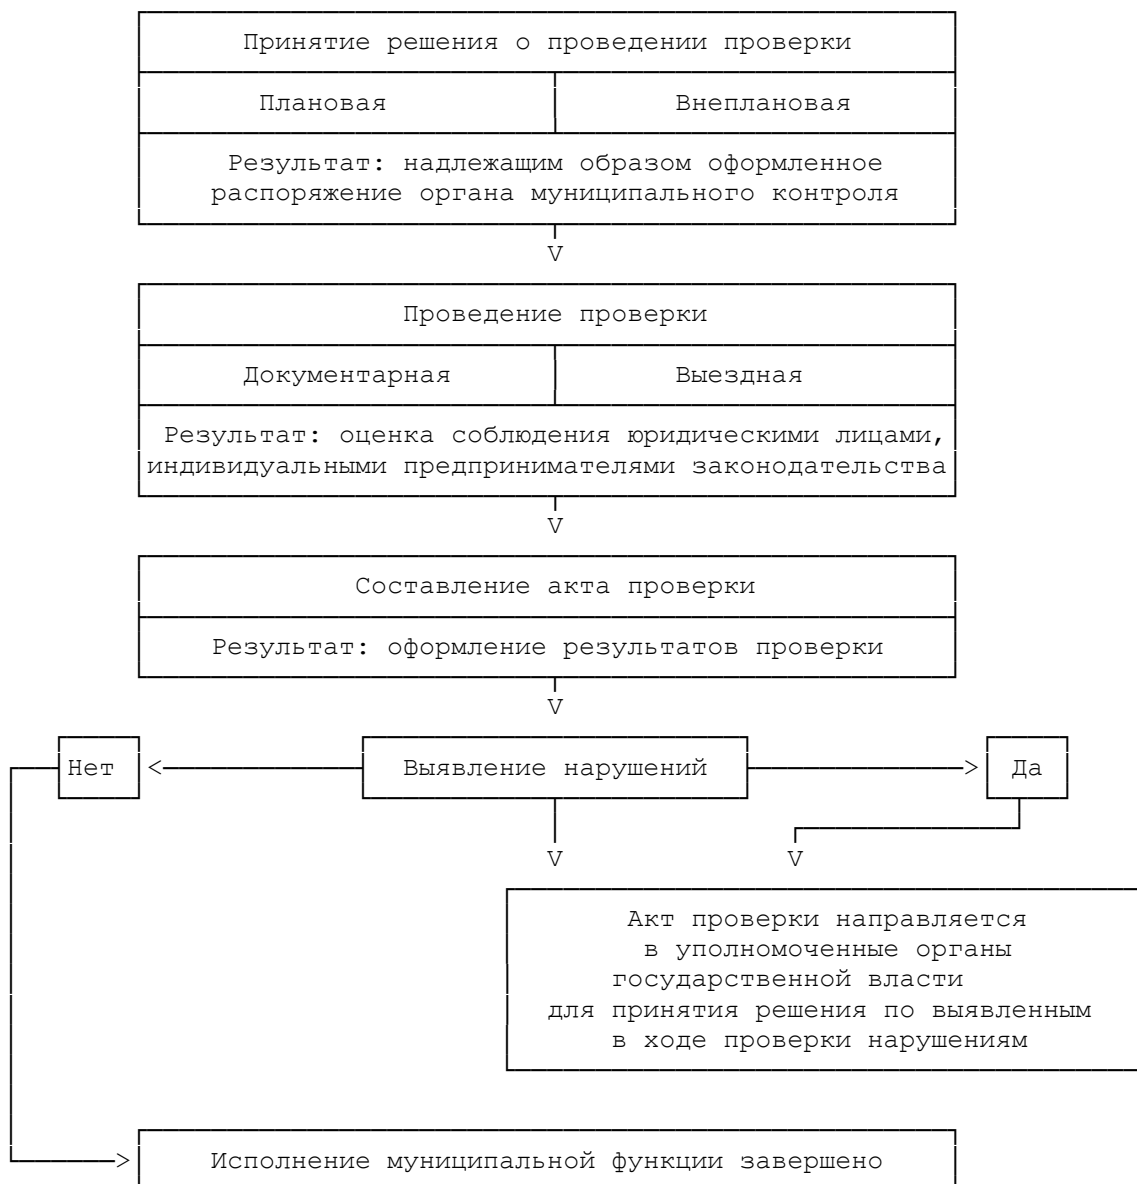 Принятие решения о проведении проверки
Плановая Внеплановая
Результат: надлежащим образом оформленное
распоряжение органа муниципального контроля
V
Проведение проверки
Документарная Выездная
Результат: оценка соблюдения юридическими лицами,
индивидуальными предпринимателями законодательства
V
Составление акта проверки
Результат: оформление результатов проверки
V
Нет < Выявление нарушений > Да
V V
Акт проверки направляется
в уполномоченные органы
государственной власти
для принятия решения по выявленным
в ходе проверки нарушениям
> Исполнение муниципальной функции завершено